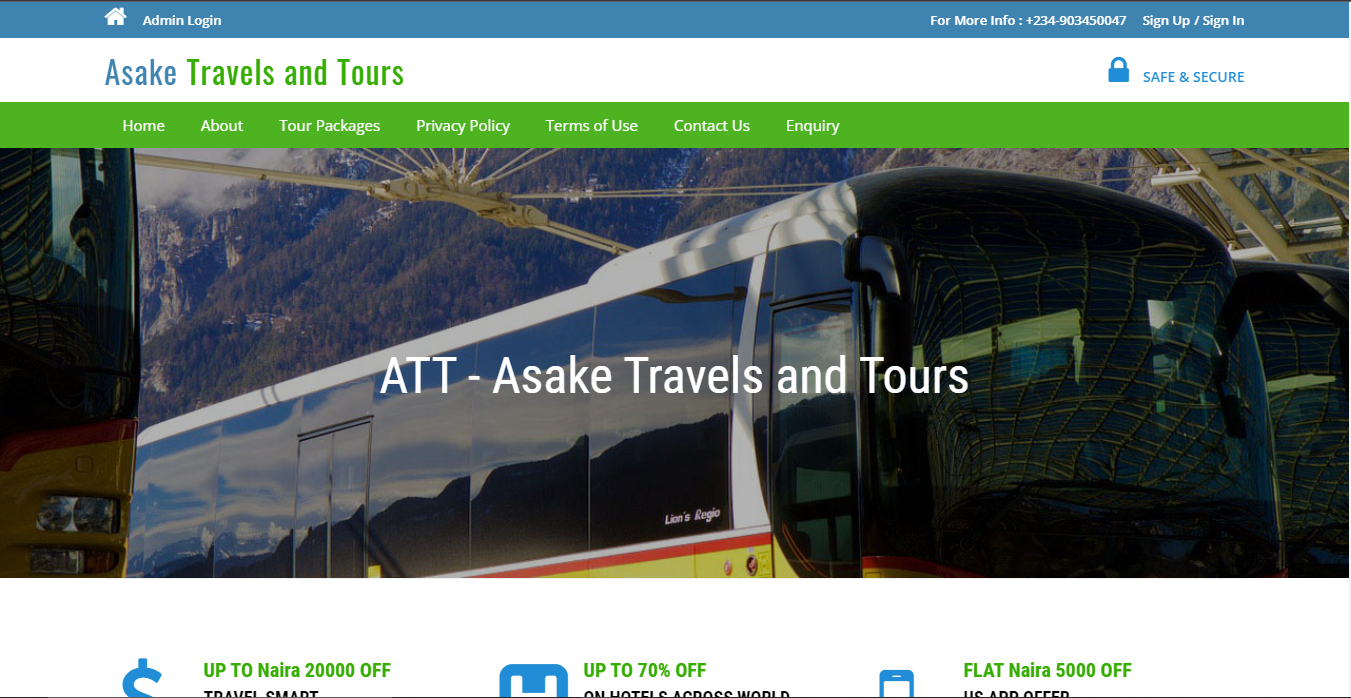 Admin Login
For More Info : +234-903450047 Sign Up / Sign In
Asake Travels and Tours
SAFE & SECURE
Home About Tour Packages Privacy Policy Terms of Use Contact Us Enquiry
ATT - Asake Travels and Tours
Lion's Regio
UP TO Naira 20000 OFF
TRAVEL SMART
UP TO 70% OFF
ON HOTELS ACROSS WORLD
FLAT Naira 5000 OFF
US APP OFFER